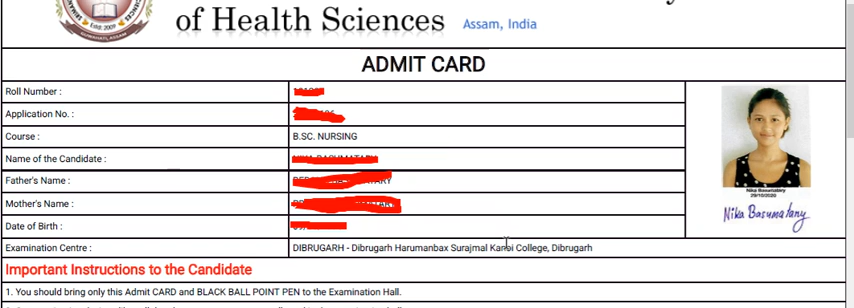 of Health Sciences Assam, India
ESTD 2009
ADMIT CARD
Roll Number :
Application No. :
Course : B.SC. NURSING
Name of the Candidate :
Father's Name :
Mother's Name :
Date of Birth :
Nika Basumatary
29/10/2020
Nika Basumatary
Examination Centre : DIBRUGARH - Dibrugarh Harumanbax Surajmal Kanoi College, Dibrugarh
Important Instructions to the Candidate
1. You should bring only this Admit CARD and BLACK BALL POINT PEN to the Examination Hall.